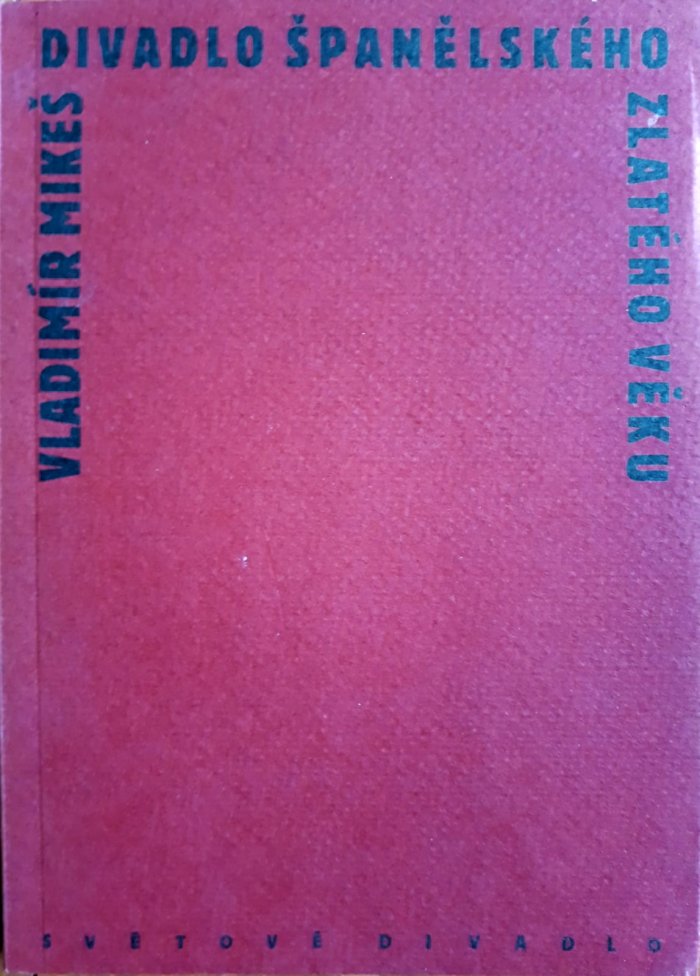 VLADIMÍR MIKEŠ
DIVADLO ŠPANĚLSKÉHO
ZLATÉHO VĚKU
SVĚTOVÉ DIVADLO